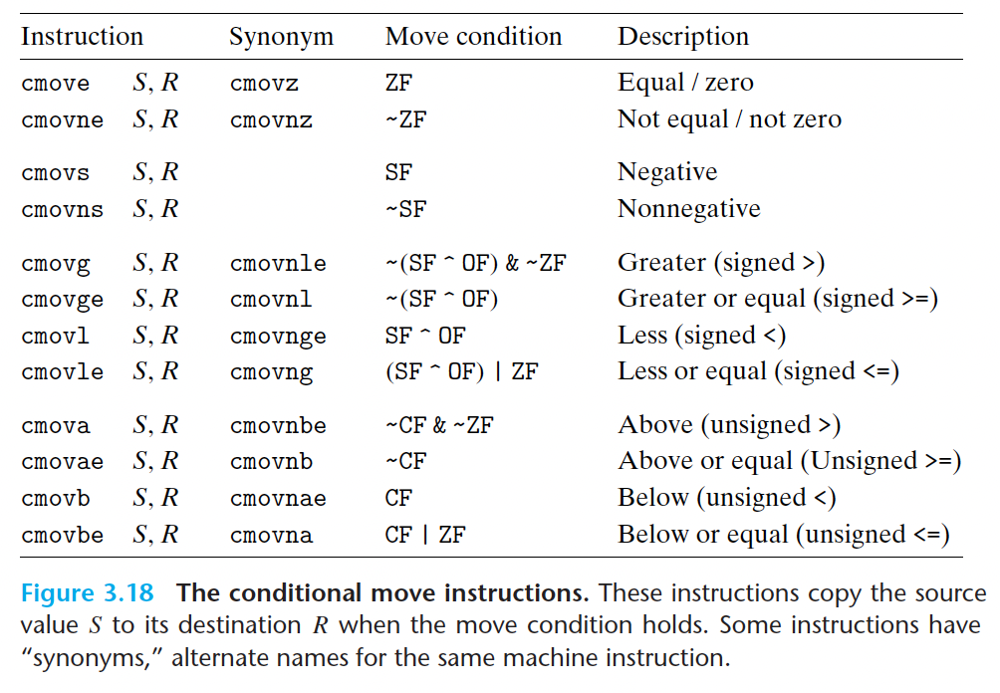 Instruction Synonym Move condition Description
cmove S, R cmovz ZF Equal / zero
cmovne S, R cmovnz ~ZF Not equal / not zero
cmovs S, R SF Negative
cmovns S, R ~SF Nonnegative
cmovg S, R cmovnle ~(SF ^ OF) & ~ZF Greater (signed >)
cmovge S, R cmovnl ~(SF ^ OF) Greater or equal (signed >=)
cmovl S, R cmovnge SF ^ OF Less (signed <)
cmovle S, R cmovng (SF ^ OF) | ZF Less or equal (signed <=)
cmova S, R cmovnbe ~CF & ~ZF Above (unsigned >)
cmovae S, R cmovnb ~CF Above or equal (Unsigned >=)
cmovb S, R cmovnae CF Below (unsigned <)
cmovbe S, R cmovna CF | ZF Below or equal (unsigned <=)
Figure 3.18 The conditional move instructions. These instructions copy the source
value S to its destination R when the move condition holds. Some instructions have
“synonyms,” alternate names for the same machine instruction.